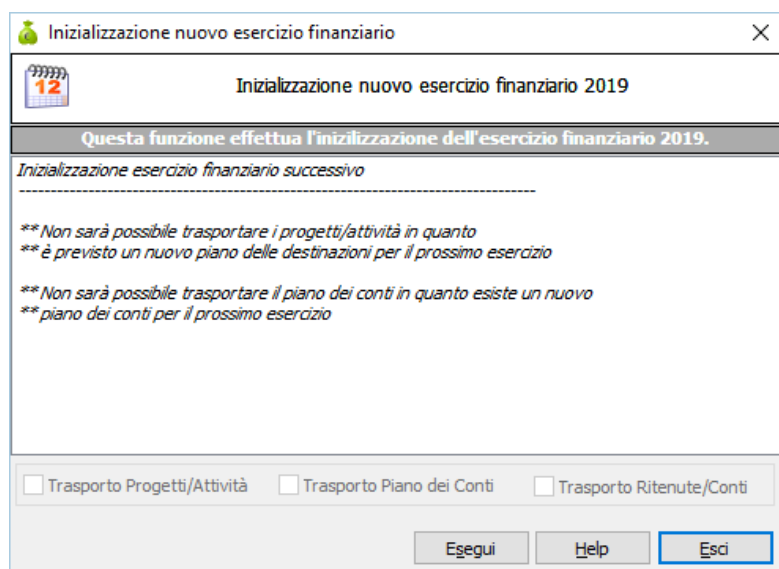 Inizializzazione nuovo esercizio finanziario
12
Inizializzazione nuovo esercizio finanziario 2019
Questa funzione effettua l'inizilizzazione dell'esercizio finanziario 2019.
Inizializzazione esercizio finanziario successivo
--------------------------------------------------------------------------------
** Non sarà possibile trasportare i progetti/attività in quanto
** è previsto un nuovo piano delle destinazioni per il prossimo esercizio
** Non sarà possibile trasportare il piano dei conti in quanto esiste un nuovo
** piano dei conti per il prossimo esercizio
Trasporto Progetti/Attività Trasporto Piano dei Conti Trasporto Ritenute/Conti
Esegui Help Esci